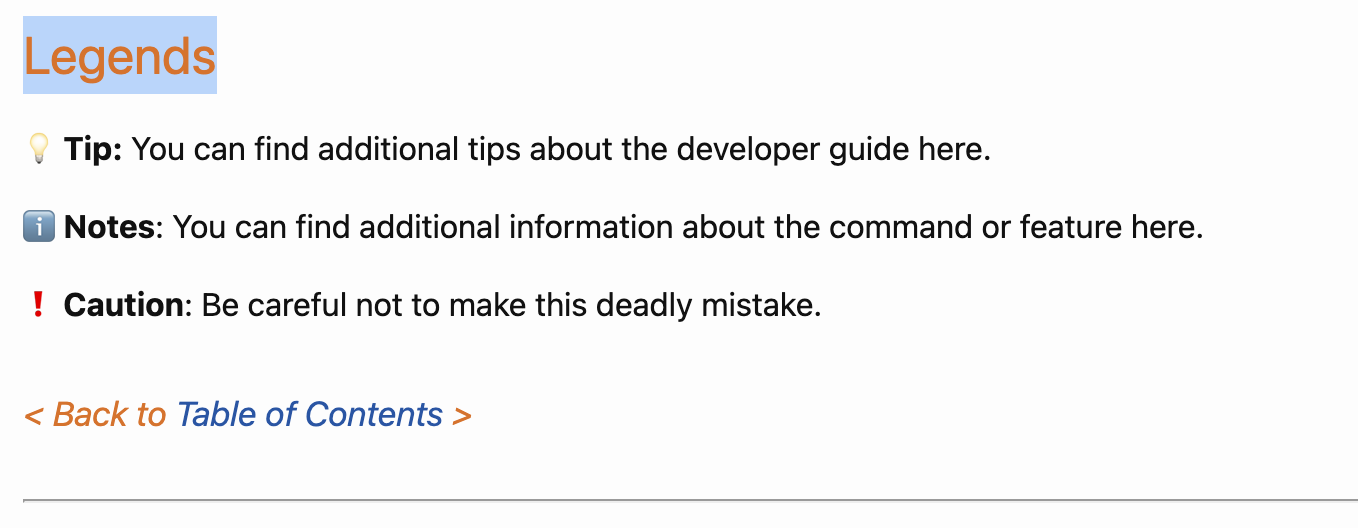 Legends
💡 Tip: You can find additional tips about the developer guide here.
ℹ️ Notes: You can find additional information about the command or feature here.
❗ Caution: Be careful not to make this deadly mistake.
< Back to Table of Contents >